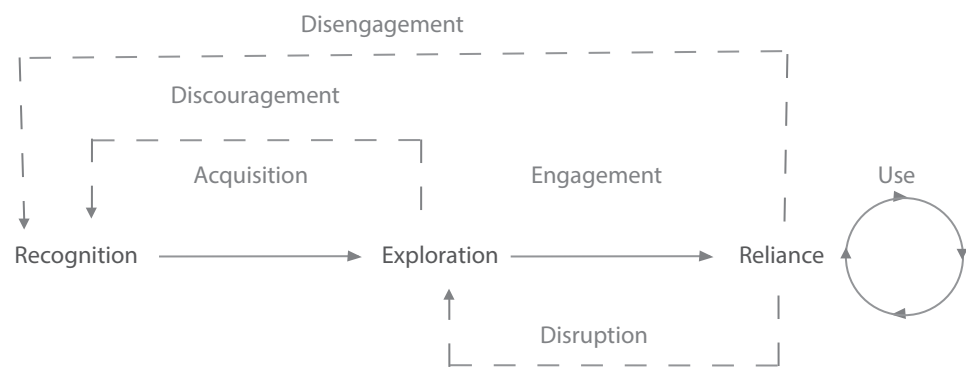 Disengagement
Discouragement
Acquisition
Engagement
Use
Recognition
Exploration
Reliance
Disruption